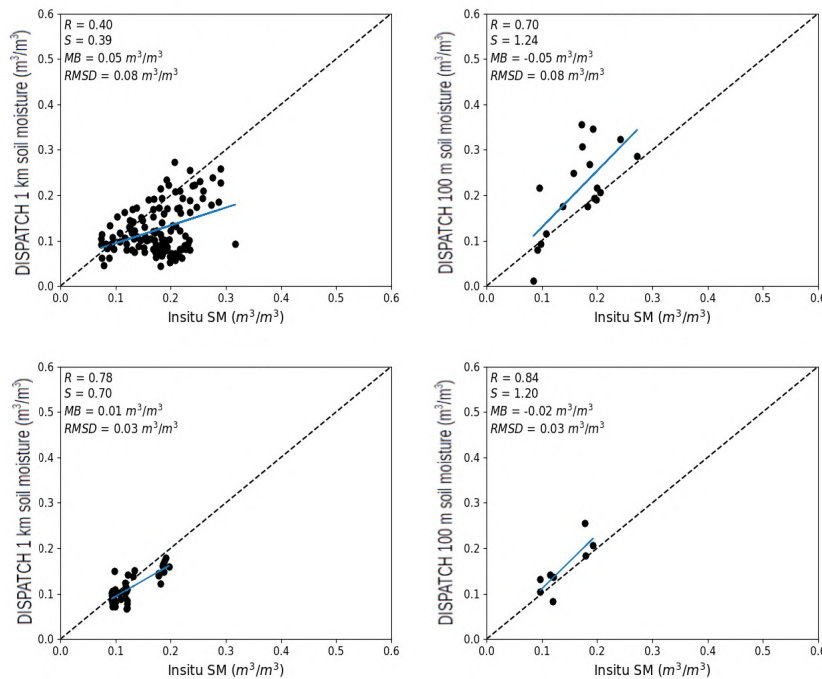 R = 0.40
S = 0.39
MB = 0.05 m³/m³
RMSD = 0.08 m³/m³
DISPATCH 1 km soil moisture (m³/m³)
0.6
0.5
0.4
0.3
0.2
0.1
0.0
0.0 0.1 0.2 0.3 0.4 0.5 0.6
Insitu SM (m³/m³)
R = 0.70
S = 1.24
MB = -0.05 m³/m³
RMSD = 0.08 m³/m³
DISPATCH 100 m soil moisture (m³/m³)
0.6
0.5
0.4
0.3
0.2
0.1
0.0
0.0 0.1 0.2 0.3 0.4 0.5 0.6
Insitu SM (m³/m³)
R = 0.78
S = 0.70
MB = 0.01 m³/m³
RMSD = 0.03 m³/m³
DISPATCH 1 km soil moisture (m³/m³)
0.6
0.5
0.4
0.3
0.2
0.1
0.0
0.0 0.1 0.2 0.3 0.4 0.5 0.6
Insitu SM (m³/m³)
R = 0.84
S = 1.20
MB = -0.02 m³/m³
RMSD = 0.03 m³/m³
DISPATCH 100 m soil moisture (m³/m³)
0.6
0.5
0.4
0.3
0.2
0.1
0.0
0.0 0.1 0.2 0.3 0.4 0.5 0.6
Insitu SM (m³/m³)